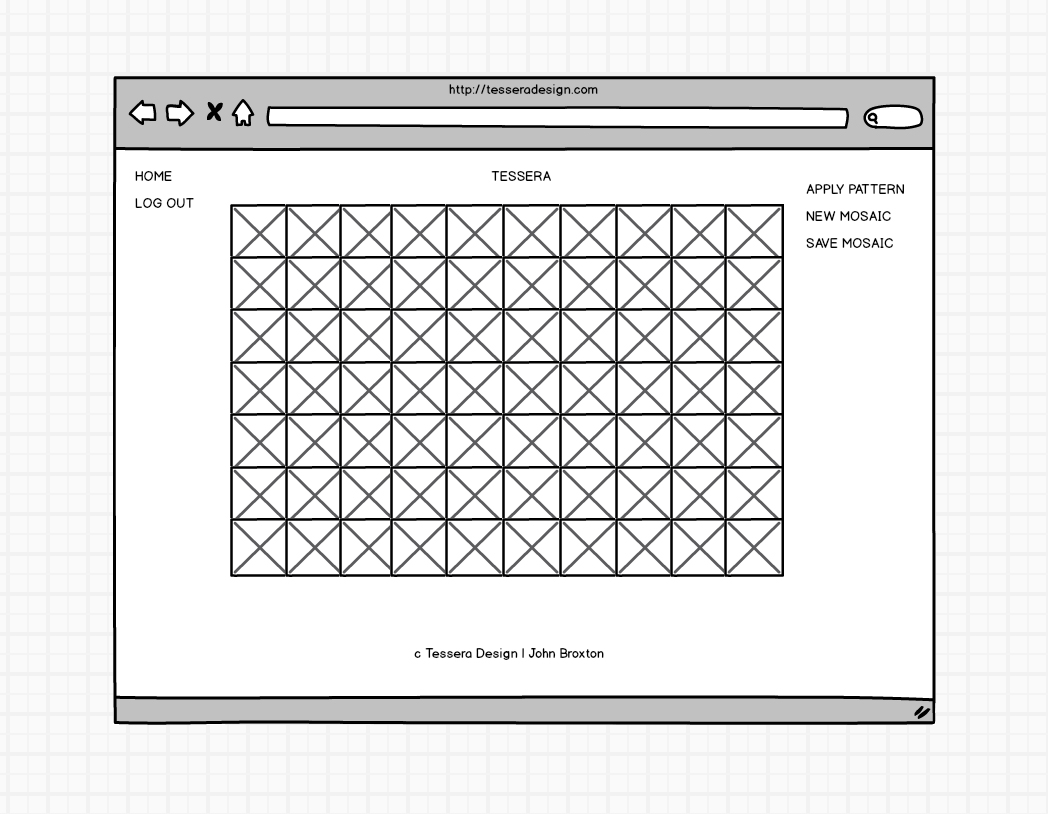 http://tesseradesign.com
HOME
LOG OUT
TESSERA
APPLY PATTERN
NEW MOSAIC
SAVE MOSAIC
c Tessera Design | John Broxton